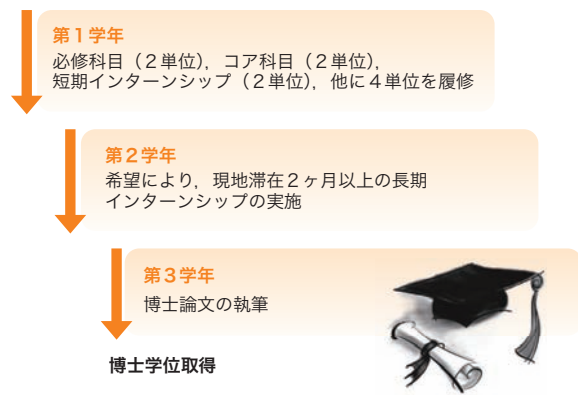 第1学年
必修科目（2単位），コア科目（2単位），
短期インターンシップ（2単位），他に4単位を履修
第2学年
希望により，現地滞在2ヶ月以上の長期
インターンシップの実施
第3学年
博士論文の執筆
博士学位取得